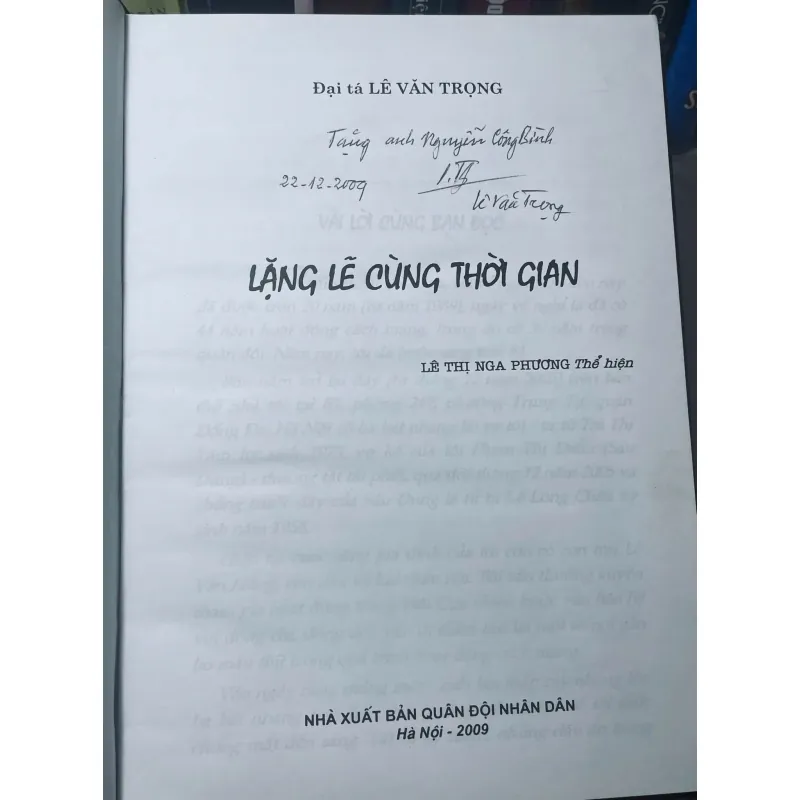 Đại tá LÊ VĂN TRỌNG
Tặng anh Nguyễn Công Bình
22-12-2009
Lê Văn Trọng
LẶNG LẼ CÙNG THỜI GIAN
LÊ THỊ NGA PHƯƠNG Thể hiện
NHÀ XUẤT BẢN QUÂN ĐỘI NHÂN DÂN
Hà Nội - 2009